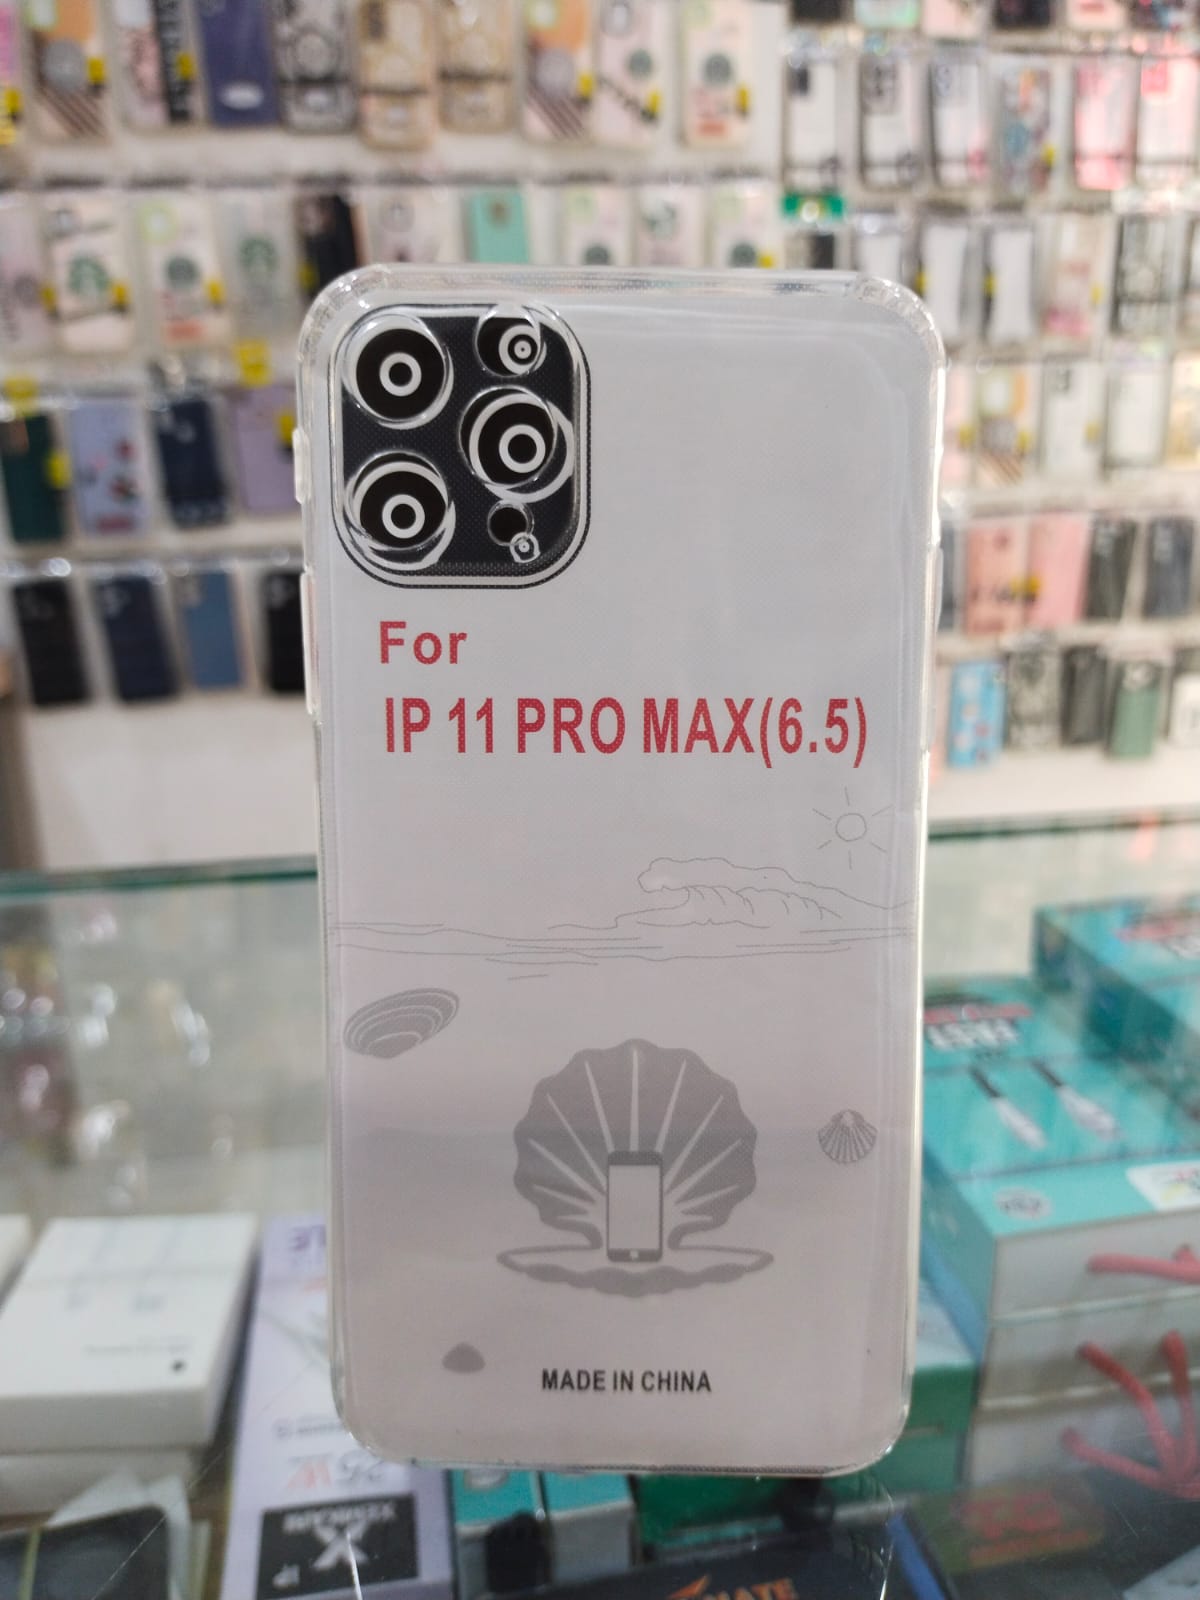 For
IP 11 PRO MAX(6.5)
MADE IN CHINA